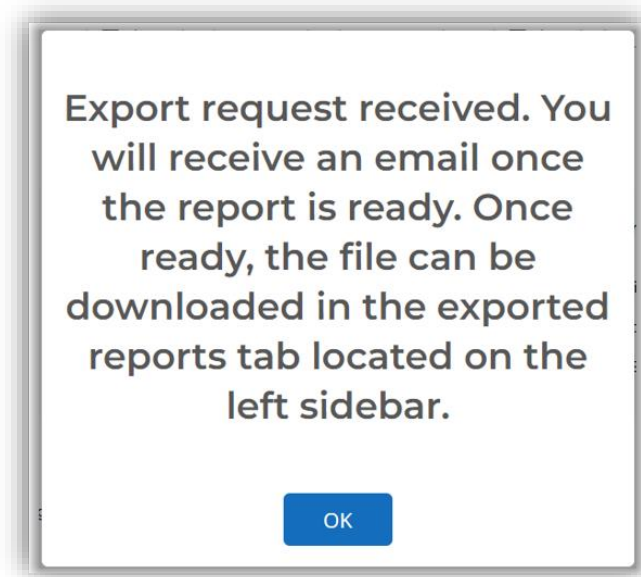 Export request received. You
will receive an email once
the report is ready. Once
ready, the file can be
downloaded in the exported
reports tab located on the
left sidebar.
OK